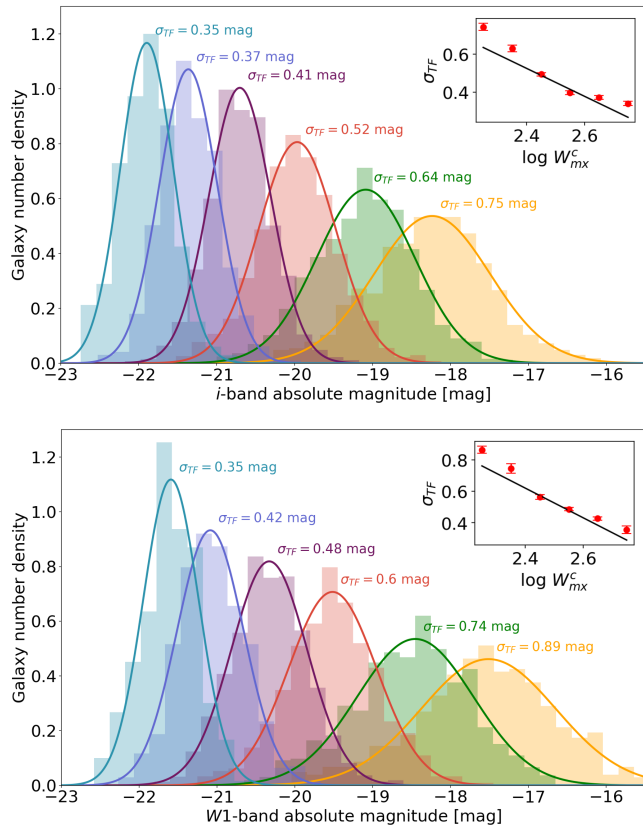 1.2
1.0
0.8
0.6
0.4
0.2
0.0
Galaxy number density
σTF = 0.35 mag
σTF = 0.37 mag
σTF = 0.41 mag
σTF = 0.52 mag
σTF = 0.64 mag
σTF = 0.75 mag
σTF
0.6
0.4
2.4 2.6
log W^c_mx
−23 −22 −21 −20 −19 −18 −17 −16
i-band absolute magnitude [mag]
1.2
1.0
0.8
0.6
0.4
0.2
0.0
Galaxy number density
σTF = 0.35 mag
σTF = 0.42 mag
σTF = 0.48 mag
σTF = 0.6 mag
σTF = 0.74 mag
σTF = 0.89 mag
σTF
0.8
0.6
0.4
2.4 2.6
log W^c_mx
−23 −22 −21 −20 −19 −18 −17 −16
W1-band absolute magnitude [mag]